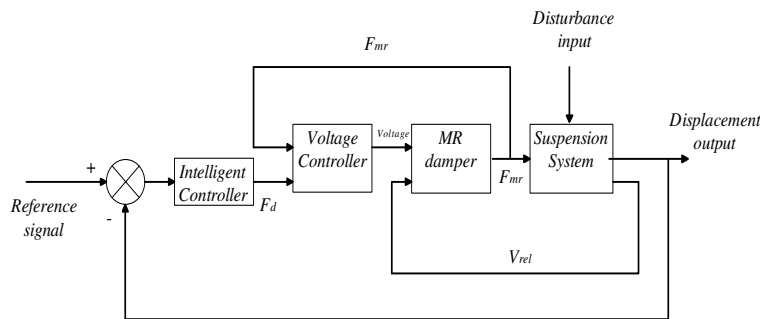 Disturbance
input
Fmr
Displacement
output
Voltage
Controller
Voltage
MR
damper
Suspension
System
+
Intelligent
Controller
Fmr
Fd
Reference
signal
-
Vrel